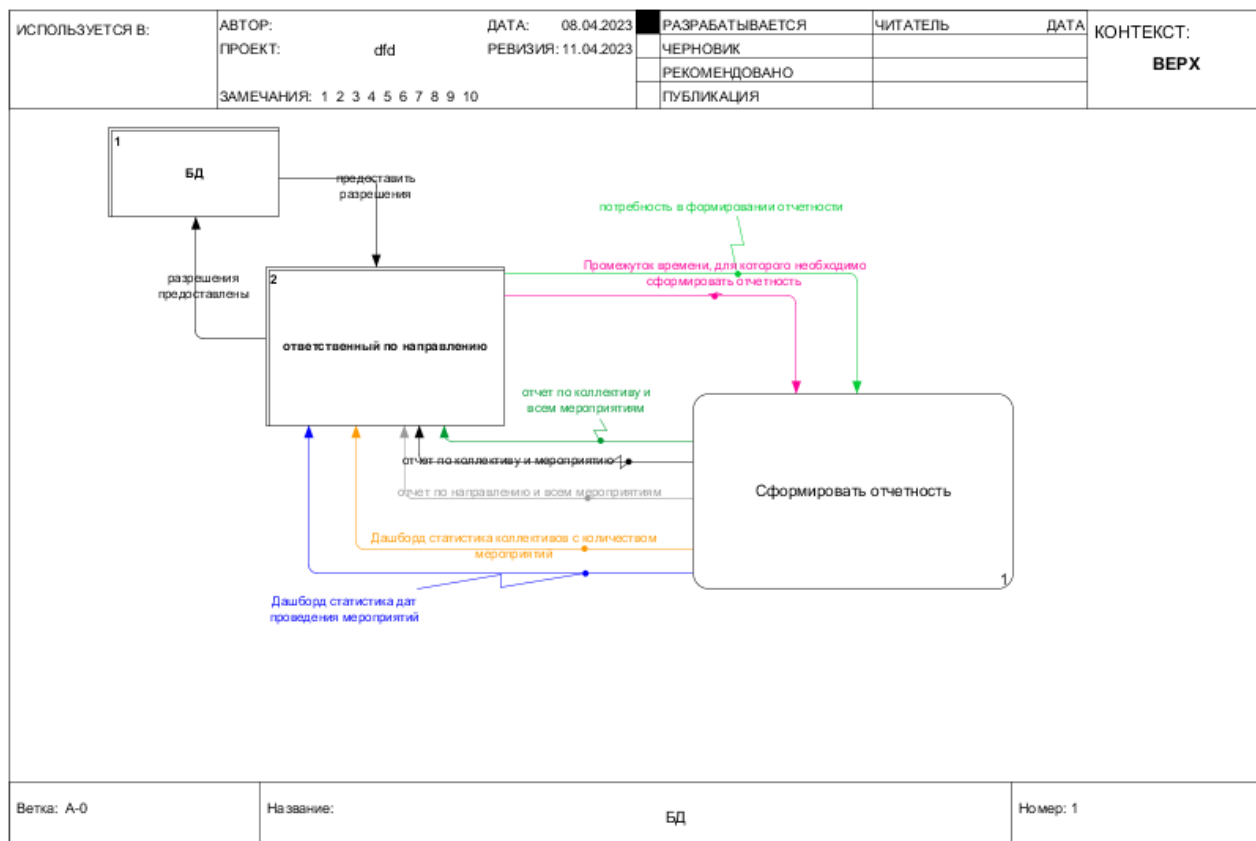 ИСПОЛЬЗУЕТСЯ В:
АВТОР:
ДАТА: 08.04.2023
РАЗРАБАТЫВАЕТСЯ
ЧИТАТЕЛЬ
ДАТА
КОНТЕКСТ:
ПРОЕКТ: dfd
РЕВИЗИЯ: 11.04.2023
ЧЕРНОВИК
ВЕРХ
РЕКОМЕНДОВАНО
ЗАМЕЧАНИЯ: 1 2 3 4 5 6 7 8 9 10
ПУБЛИКАЦИЯ
1
БД
предоставить
разрешения
потребность в формировании отчетности
Промежуток времени, для которого необходимо
сформировать отчетность
разрешения
предоставлены
2
ответственный по направлению
отчет по коллективу и
всем мероприятиям
отчет по коллективу и мероприятию
отчет по направлению и всем мероприятиям
Сформировать отчетность
Дашборд статистика коллективов с количеством
мероприятий
1
Дашборд статистика дат
проведения мероприятий
Ветка: A-0
Название:
БД
Номер: 1